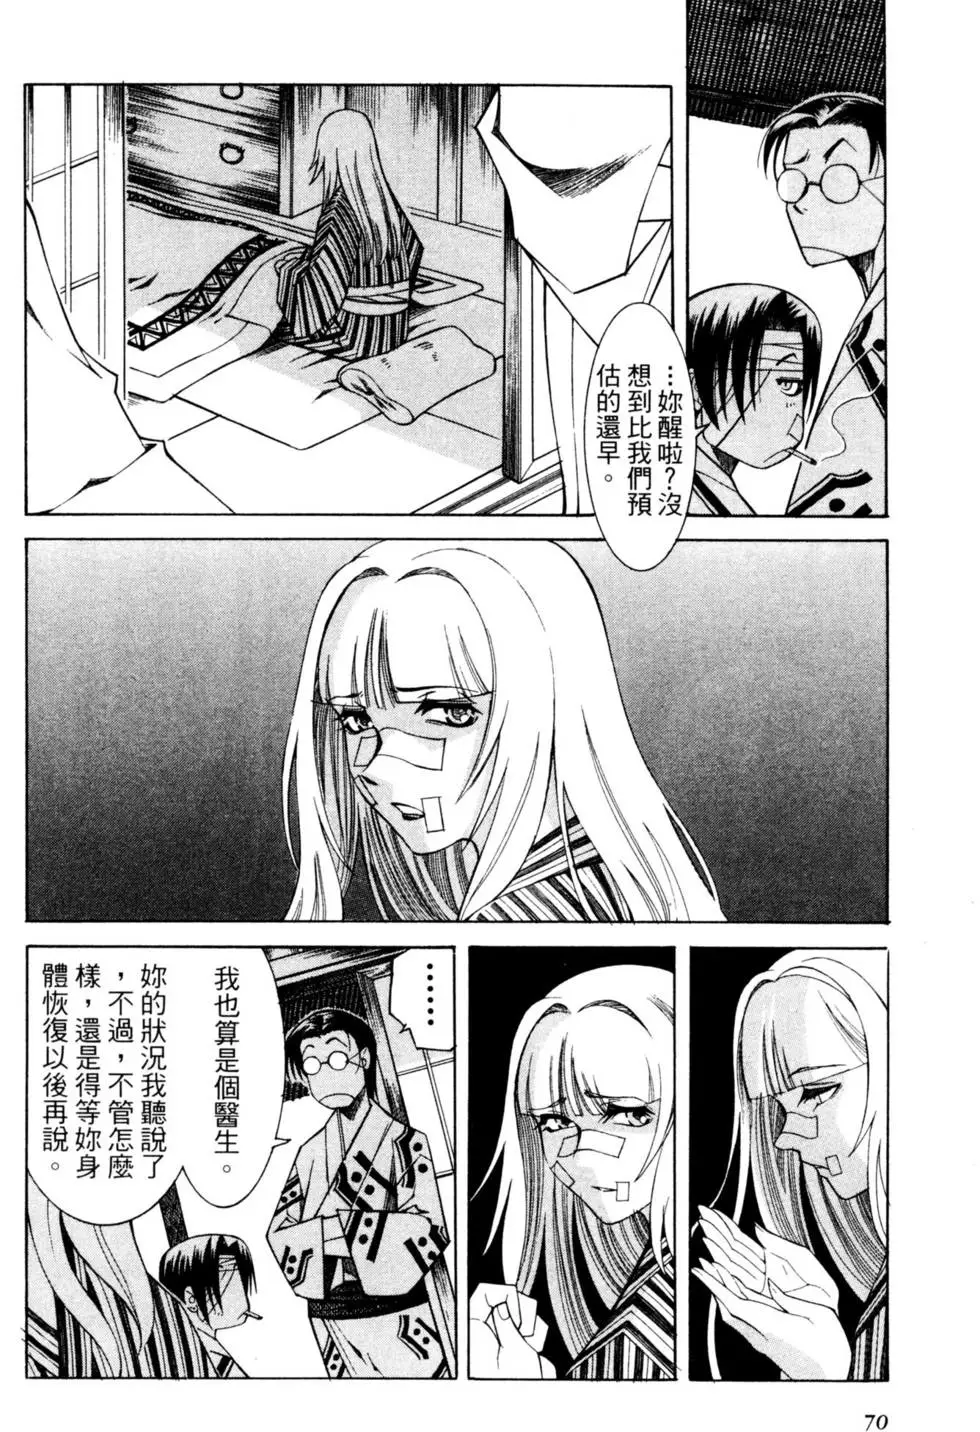 …妳醒啦？沒
想到比我們預
估的還早。
……
我也算是個醫生。
妳的狀況我聽說了
，不過，不管怎麼
樣，還是得等妳身
體恢復以後再說。
70